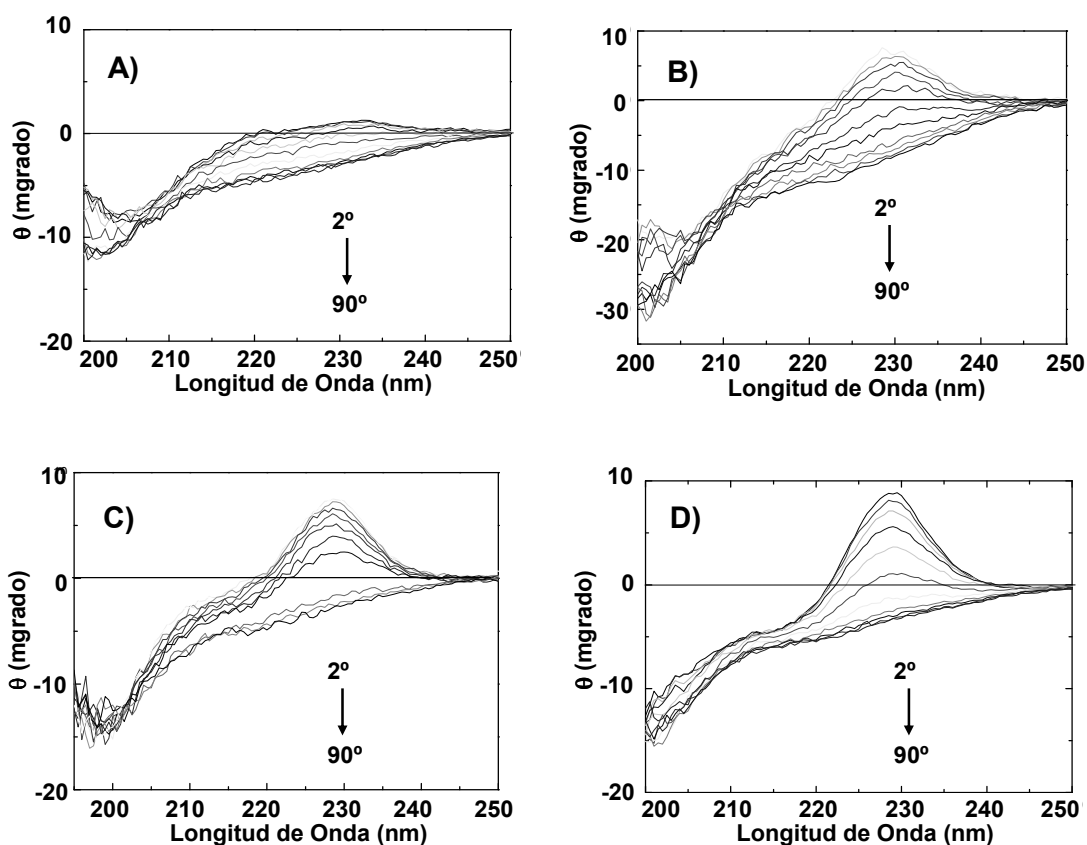 10
0
-10
-20
θ (mgrado)
A)
2º
90º
200 210 220 230 240 250
Longitud de Onda (nm)
10
0
-10
-20
-30
θ (mgrado)
B)
2º
90º
200 210 220 230 240 250
Longitud de Onda (nm)
10
0
-10
-20
θ (mgrado)
C)
2º
90º
200 210 220 230 240 250
Longitud de Onda (nm)
10
0
-10
-20
θ (mgrado)
D)
2º
90º
200 210 220 230 240 250
Longitud de Onda (nm)